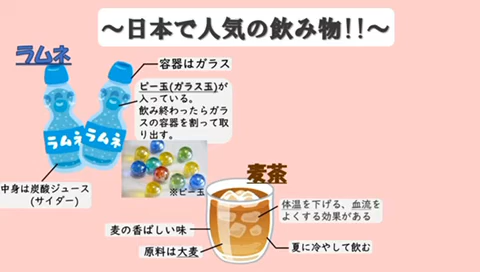 ～日本で人気の飲み物!!～
ラムネ
容器はガラス
ビー玉(ガラス玉)が
入っている。
飲み終わったらガラ
スの容器を割って取
り出す。
ラムネ
ラムネ
中身は炭酸ジュース
(サイダー)
※ビー玉
麦茶
体温を下げる、血流を
よくする効果がある
麦の香ばしい味
原料は大麦
夏に冷やして飲む